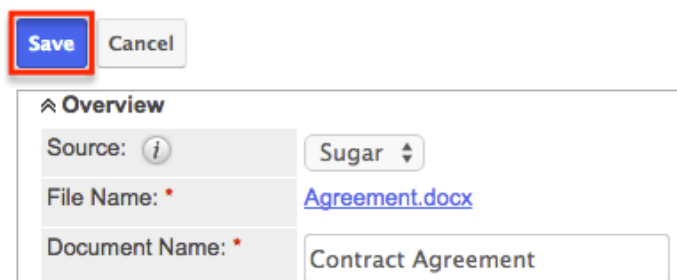 Save Cancel
Overview
Source: i Sugar
File Name: * Agreement.docx
Document Name: * Contract Agreement